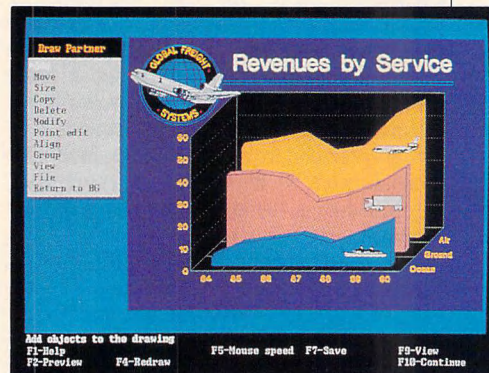 Draw Partner
Move
Size
Copy
Delete
Modify
Point edit
Align
Group
View
File
Return to HG
GLOBAL FREIGHT
SYSTEMS
Revenues by Service
60
50
40
30
20
10
0
84 85 86 87 88 89 90
Air
Ground
Ocean
Add objects to the drawing
F1-Help F5-Mouse speed F7-Save F9-View
F2-Preview F4-Redraw F10-Continue